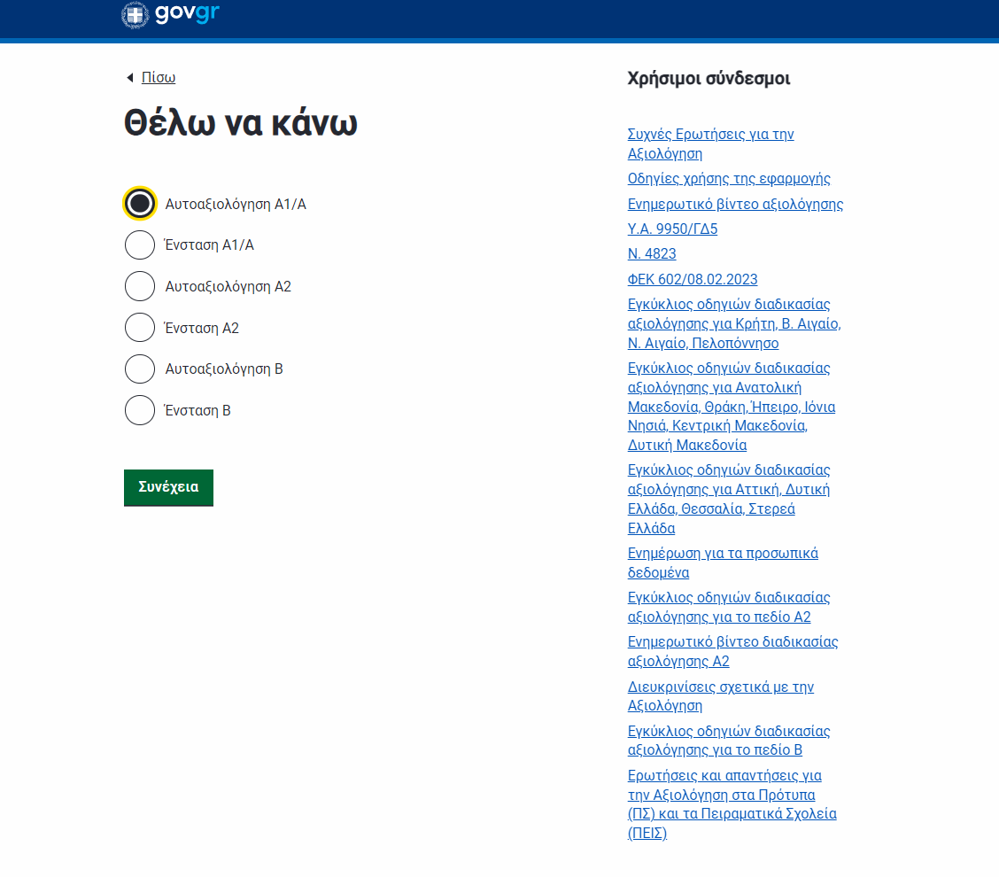 govgr
Πίσω
Θέλω να κάνω
Αυτοαξιολόγηση Α1/Α
Ένσταση Α1/Α
Αυτοαξιολόγηση Α2
Ένσταση Α2
Αυτοαξιολόγηση Β
Ένσταση Β
Συνέχεια
Χρήσιμοι σύνδεσμοι
Συχνές Ερωτήσεις για την
Αξιολόγηση
Οδηγίες χρήσης της εφαρμογής
Ενημερωτικό βίντεο αξιολόγησης
Υ.Α. 9950/ΓΔ5
Ν. 4823
ΦΕΚ 602/08.02.2023
Εγκύκλιος οδηγιών διαδικασίας
αξιολόγησης για Κρήτη, Β. Αιγαίο,
Ν. Αιγαίο, Πελοπόννησο
Εγκύκλιος οδηγιών διαδικασίας
αξιολόγησης για Ανατολική
Μακεδονία, Θράκη, Ήπειρο, Ιόνια
Νησιά, Κεντρική Μακεδονία,
Δυτική Μακεδονία
Εγκύκλιος οδηγιών διαδικασίας
αξιολόγησης για Αττική, Δυτική
Ελλάδα, Θεσσαλία, Στερεά
Ελλάδα
Ενημέρωση για τα προσωπικά
δεδομένα
Εγκύκλιος οδηγιών διαδικασίας
αξιολόγησης για το πεδίο Α2
Ενημερωτικό βίντεο διαδικασίας
αξιολόγησης Α2
Διευκρινίσεις σχετικά με την
Αξιολόγηση
Εγκύκλιος οδηγιών διαδικασίας
αξιολόγησης για το πεδίο Β
Ερωτήσεις και απαντήσεις για
την Αξιολόγηση στα Πρότυπα
(ΠΣ) και τα Πειραματικά Σχολεία
(ΠΕΙΣ)